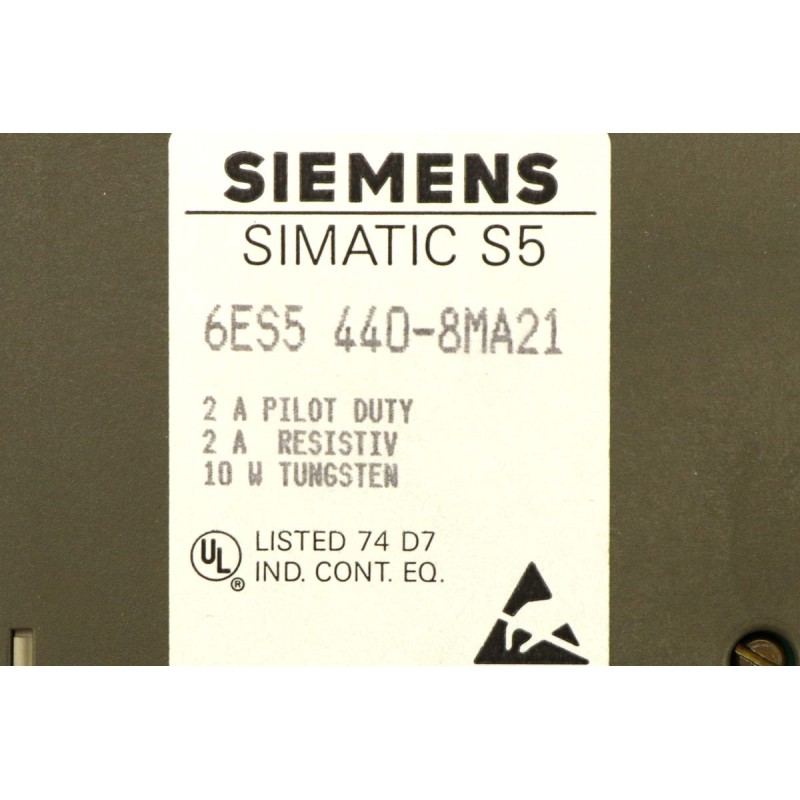 SIEMENS
SIMATIC S5
6ES5 440-8MA21
2 A PILOT DUTY
2 A RESISTIV
10 W TUNGSTEN
UL ® LISTED 74 D7
IND. CONT. EQ.